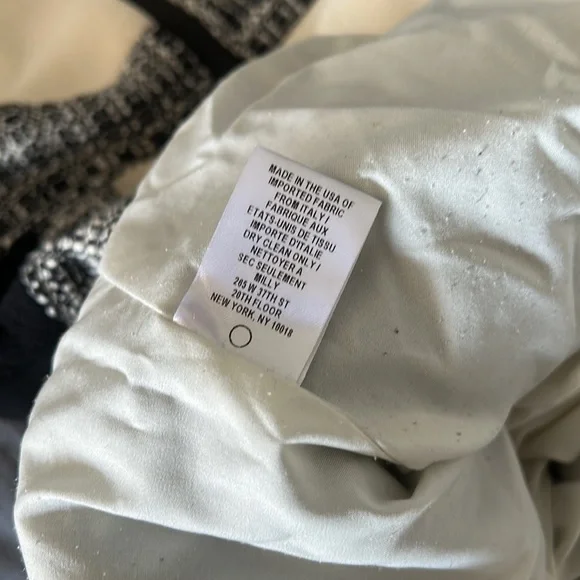 MADE IN THE USA OF
IMPORTED FABRIC
FROM ITALY /
FABRIQUE AUX
ETATS-UNIS DE TISSU
IMPORTE D'ITALIE
DRY CLEAN ONLY /
NETTOYER A
SEC SEULEMENT
MILLY
265 W 37TH ST
20TH FLOOR
NEW YORK, NY 10018